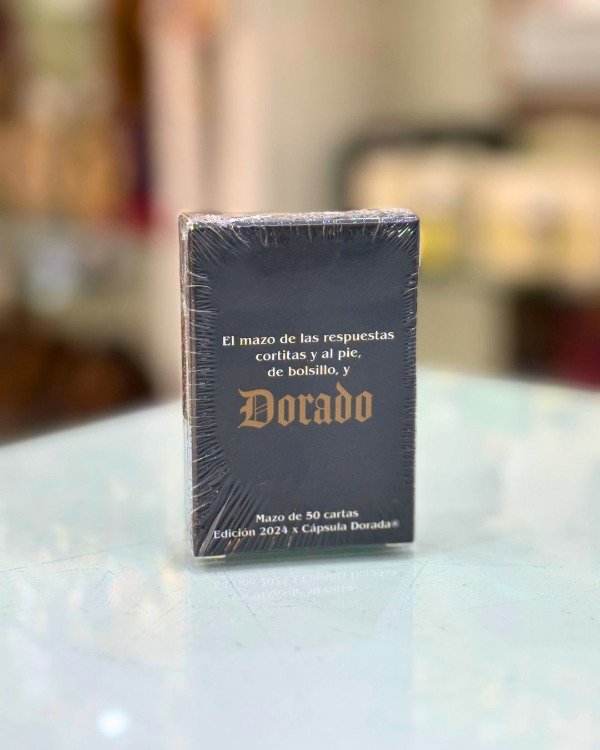 El mazo de las respuestas
cortitas y al pie,
de bolsillo, y
Dorado
Mazo de 50 cartas
Edición 2024 x Cápsula Dorada®